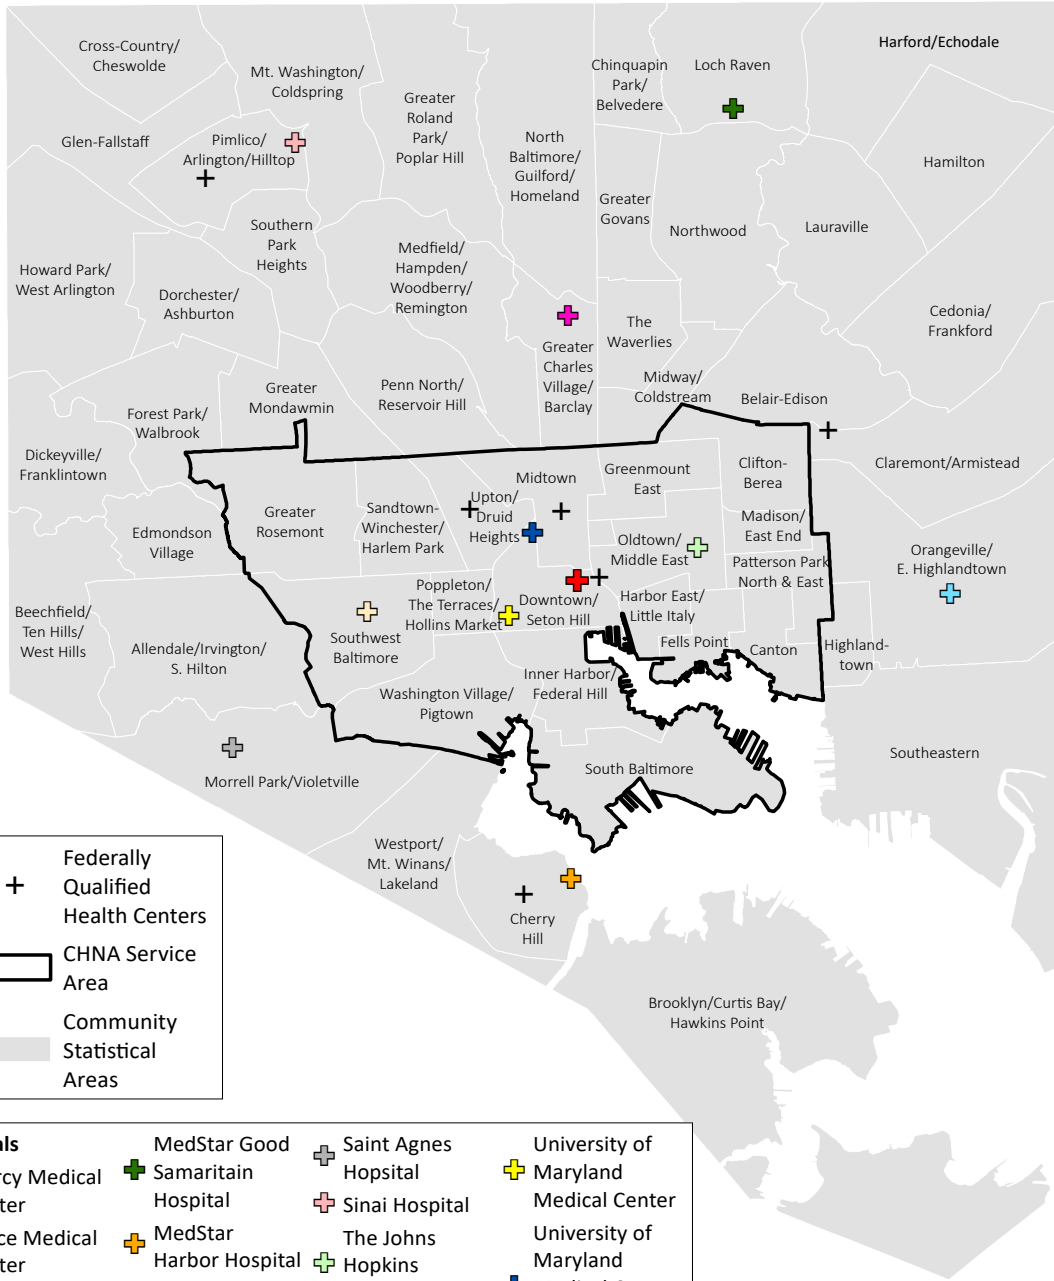 Cross-Country/
Cheswolde
Mt. Washington/
Coldspring
Greater
Roland
Park/
Poplar Hill
Chinquapin
Park/
Belvedere
Loch Raven
Harford/Echodale
Glen-Fallstaff
Pimlico/
Arlington/Hilltop
North
Baltimore/
Guilford/
Homeland
Hamilton
Greater
Govans
Northwood
Lauraville
Southern
Park
Heights
Howard Park/
West Arlington
Dorchester/
Ashburton
Medfield/
Hampden/
Woodberry/
Remington
The
Waverlies
Cedonia/
Frankford
Greater
Charles
Village/
Barclay
Midway/
Coldstream
Belair-Edison
Greater
Mondawmin
Penn North/
Reservoir Hill
Forest Park/
Walbrook
Dickeyville/
Franklintown
Claremont/Armistead
Midtown
Greenmount
East
Clifton-
Berea
Edmondson
Village
Greater
Rosemont
Sandtown-
Winchester/
Harlem Park
Upton/
Druid
Heights
Oldtown/
Middle East
Madison/
East End
Patterson Park
North & East
Orangeville/
E. Highlandtown
Beechfield/
Ten Hills/
West Hills
Allendale/Irvington/
S. Hilton
Southwest
Baltimore
Poppleton/
The Terraces/
Hollins Market
Downtown/
Seton Hill
Harbor East/
Little Italy
Fells Point
Canton
Highland-
town
Inner Harbor/
Federal Hill
Washington Village/
Pigtown
Morrell Park/Violetville
South Baltimore
Southeastern
Westport/
Mt. Winans/
Lakeland
Cherry
Hill
Brooklyn/Curtis Bay/
Hawkins Point
Federally
Qualified
Health Centers
CHNA Service
Area
Community
Statistical
Areas
als
rcy Medical
ter
ce Medical
ter
MedStar Good
Samaritain
Hospital
MedStar
Harbor Hospital
Saint Agnes
Hopsital
Sinai Hospital
The Johns
Hopkins
University of
Maryland
Medical Center
University of
Maryland